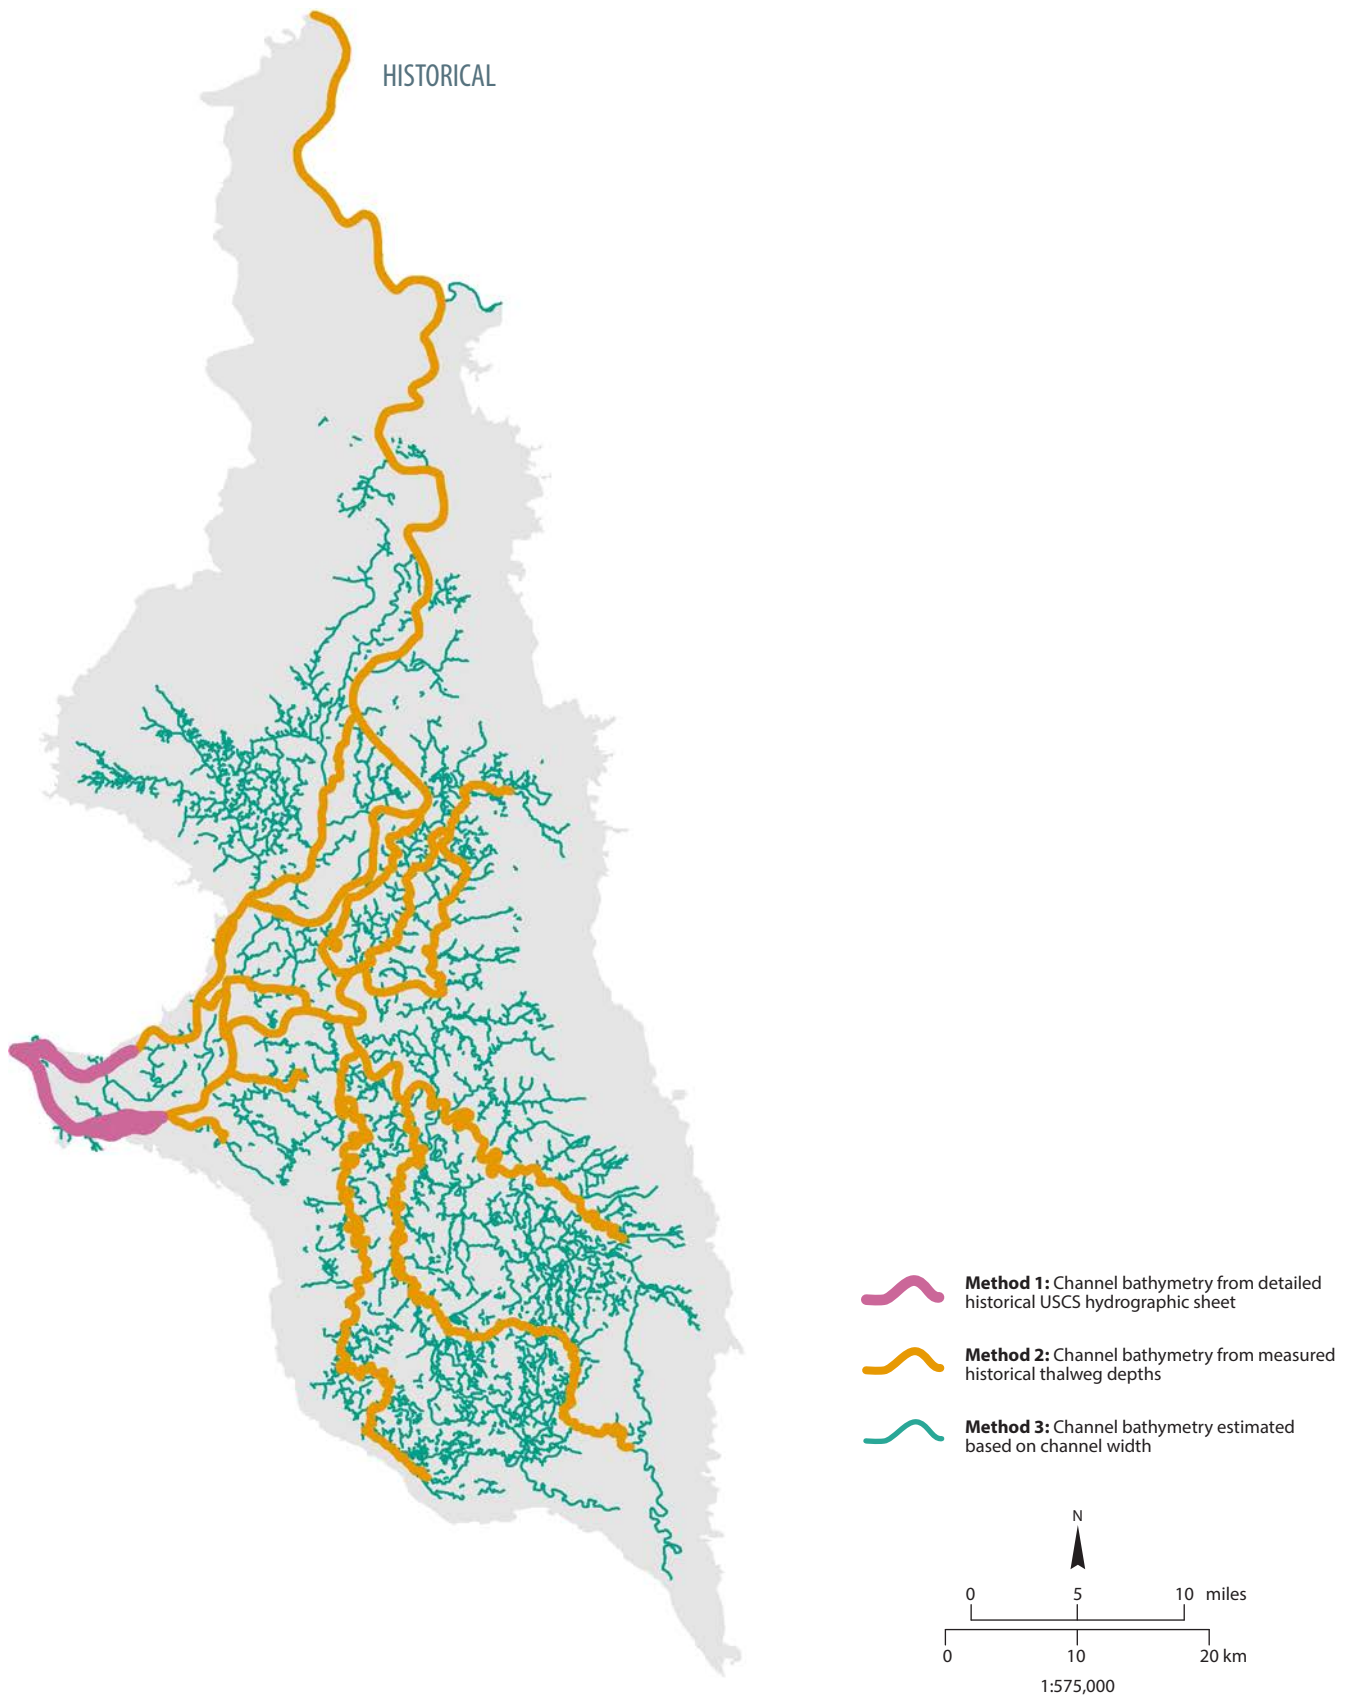 HISTORICAL
Method 1: Channel bathymetry from detailed
historical USCS hydrographic sheet
Method 2: Channel bathymetry from measured
historical thalweg depths
Method 3: Channel bathymetry estimated
based on channel width
N
0 5 10 miles
0 10 20 km
1:575,000